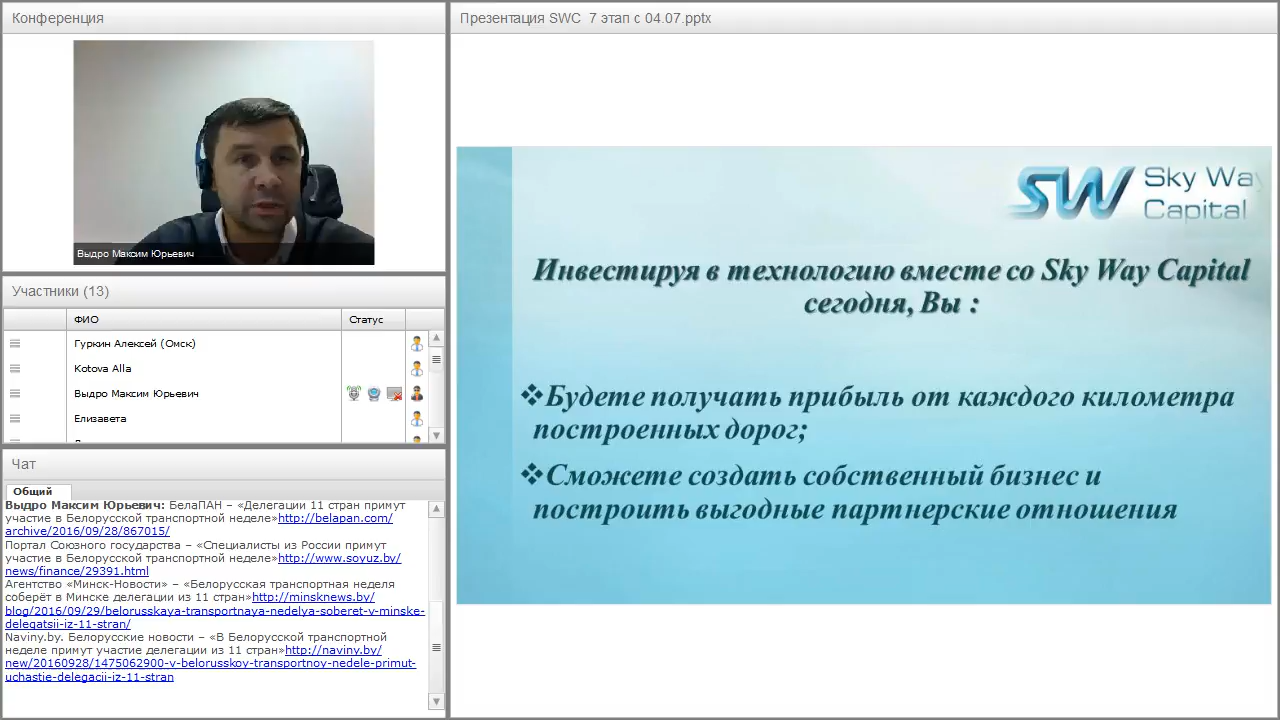 Конференция
Выдро Максим Юрьевич
Участники (13)
ФИО
Статус
Гуркин Алексей (Омск)
Kotova Alla
Выдро Максим Юрьевич
Елизавета
Чат
Общий
Выдро Максим Юрьевич: БелаПАН – «Делегации 11 стран примут
участие в Белорусской транспортной неделе»http://belapan.com/
archive/2016/09/28/867015/
Портал Союзного государства – «Специалисты из России примут
участие в Белорусской транспортной неделе»http://www.soyuz.by/
news/finance/29391.html
Агентство «Минск-Новости» – «Белорусская транспортная неделя
соберёт в Минске делегации из 11 стран»http://minsknews.by/
blog/2016/09/29/belorusskaya-transportnaya-nedelya-soberet-v-minske-
delegatsii-iz-11-stran/
Naviny.by. Белорусские новости – «В Белорусской транспортной
неделе примут участие делегации из 11 стран»http://naviny.by/
new/20160928/1475062900-v-belorusskoy-transportnoy-nedele-primut-
uchastie-delegacii-iz-11-stran
Презентация SWC 7 этап с 04.07.pptx
SW Sky Way
Capital
Инвестируя в технологию вместе со Sky Way Capital
сегодня, Вы :
❖Будете получать прибыль от каждого километра
построенных дорог;
❖Сможете создать собственный бизнес и
построить выгодные партнерские отношения